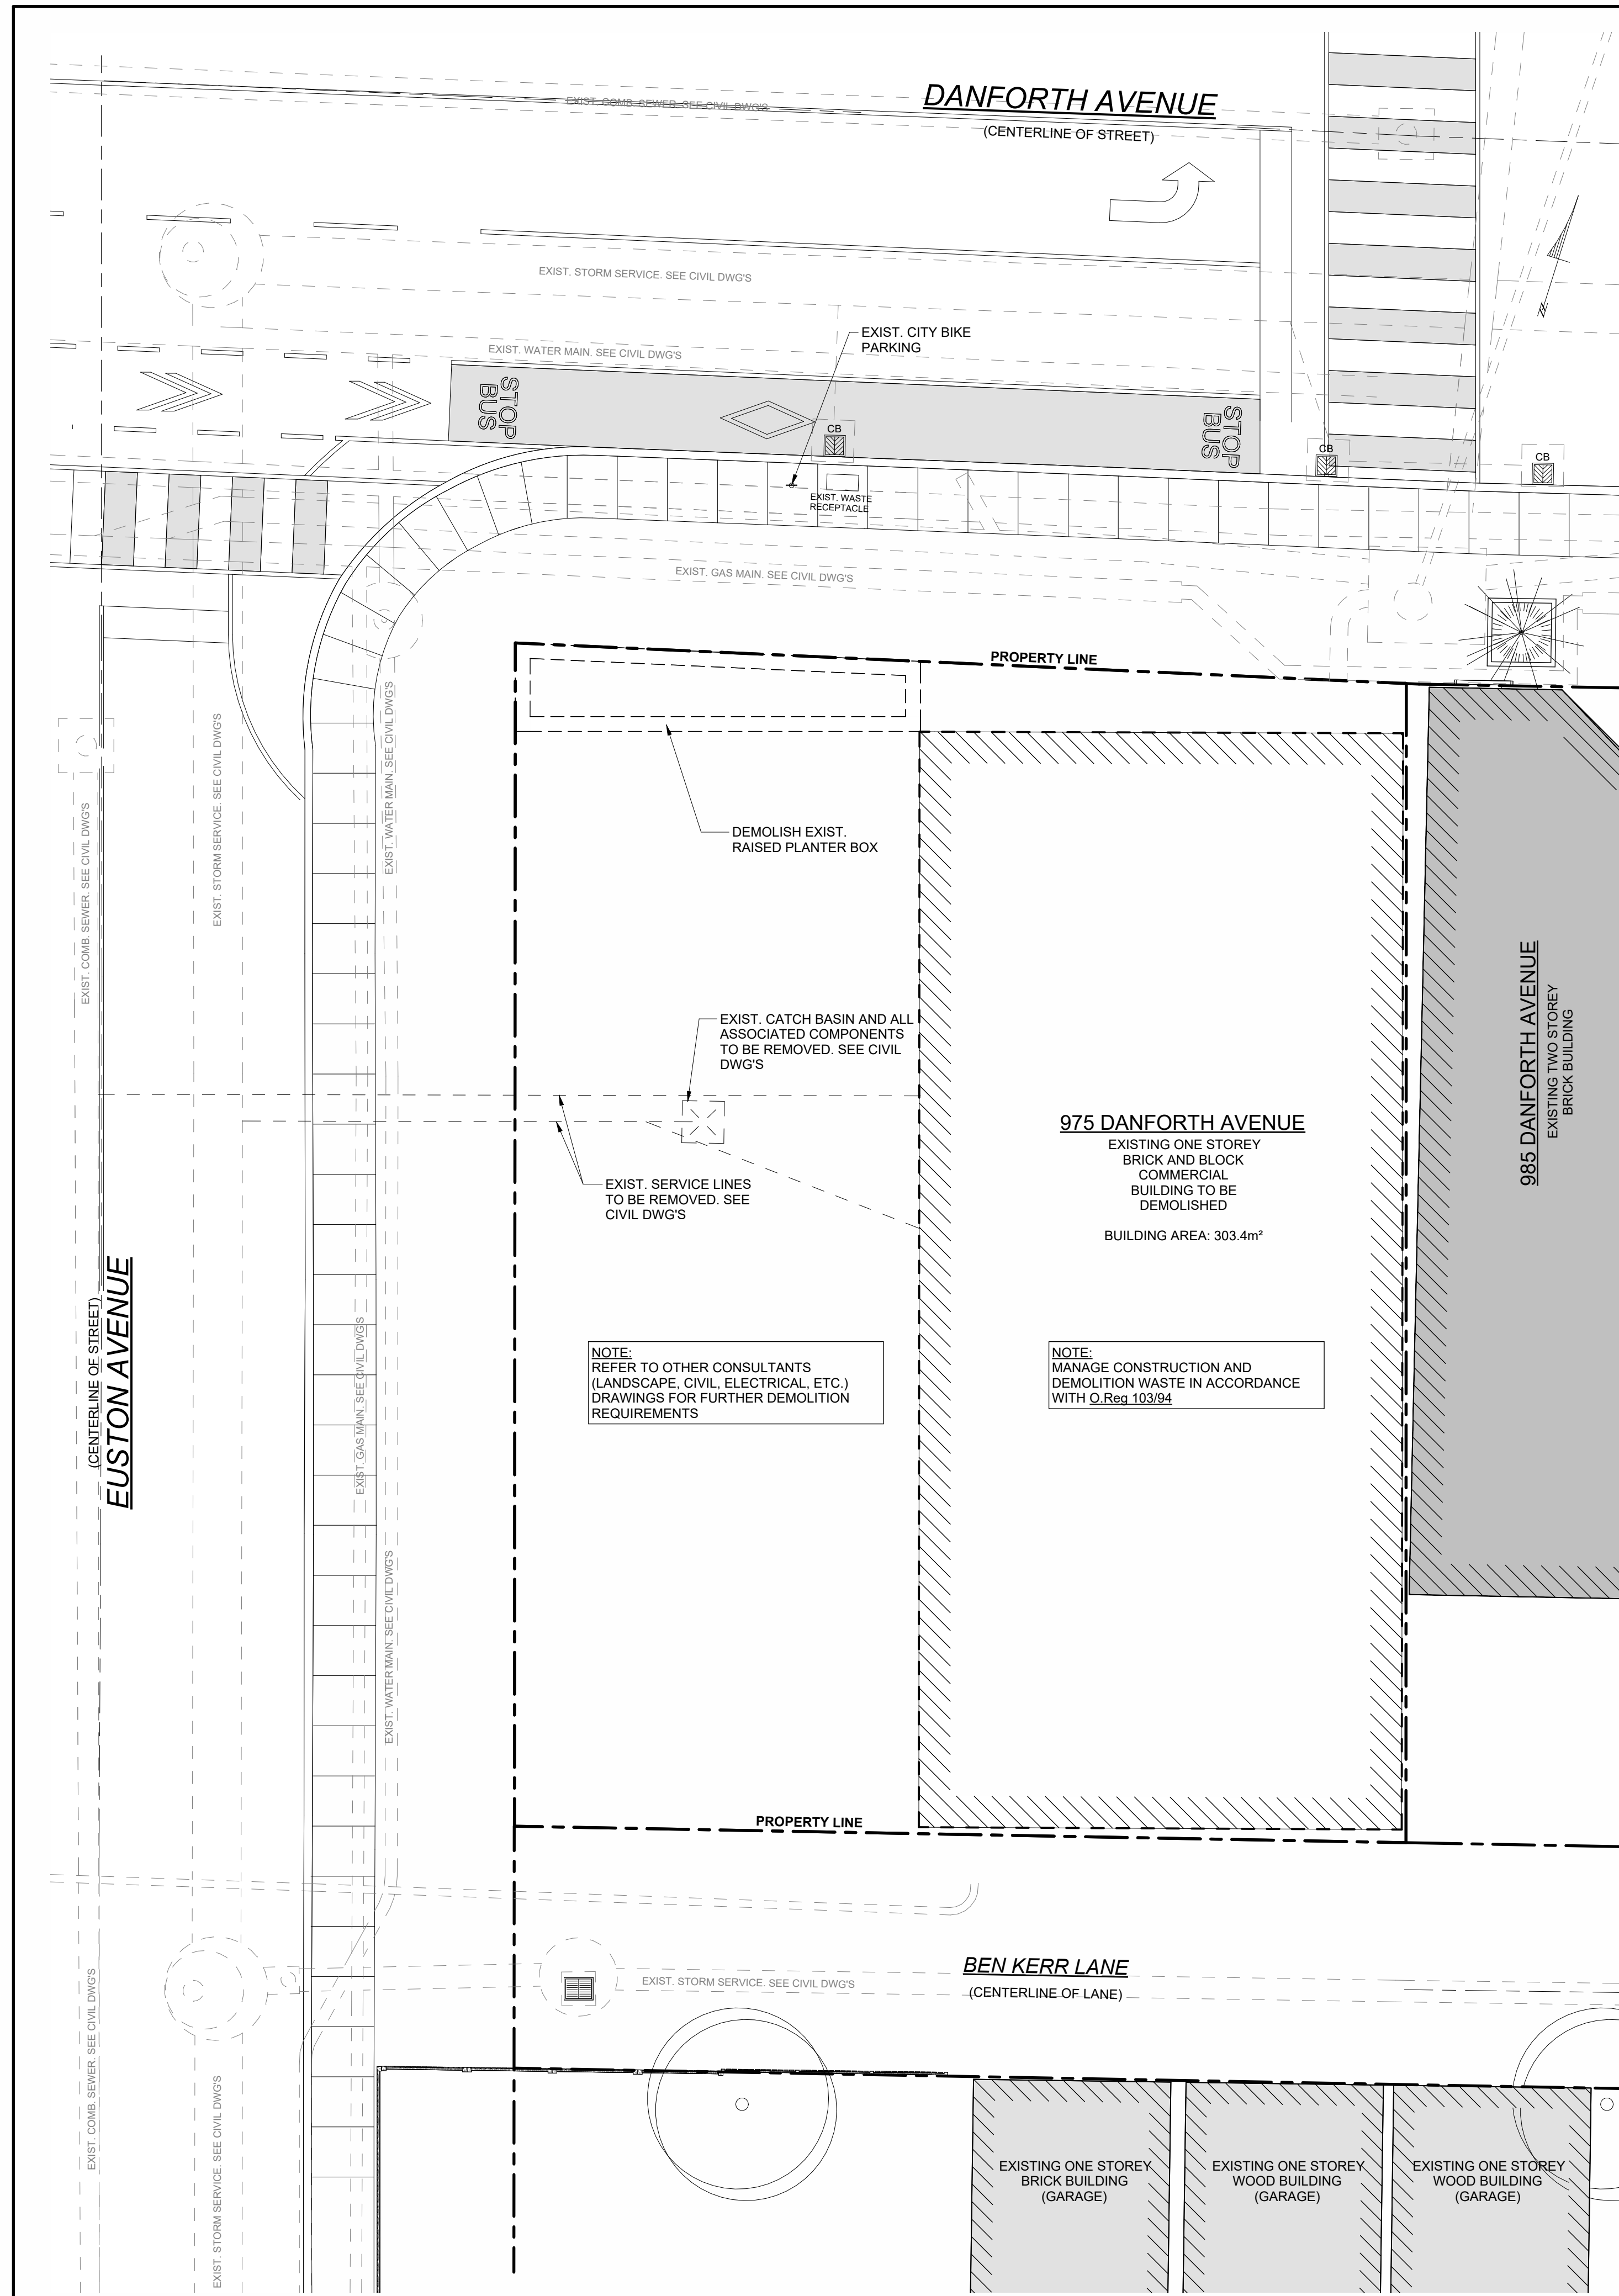 DANFORTH AVENUE
(CENTERLINE OF STREET)
EXIST. COMB. SEWER. SEE CIVIL DWG'S
EXIST. STORM SERVICE. SEE CIVIL DWG'S
EXIST. CITY BIKE
PARKING
EXIST. WATER MAIN. SEE CIVIL DWG'S
STOP
BUS
STOP
BUS
CB
CB
CB
EXIST. WASTE
RECEPTACLE
EXIST. GAS MAIN. SEE CIVIL DWG'S
PROPERTY LINE
EXIST. WATER MAIN. SEE CIVIL DWG'S
EXIST. STORM SERVICE. SEE CIVIL DWG'S
EXIST. COMB. SEWER. SEE CIVIL DWG'S
DEMOLISH EXIST.
RAISED PLANTER BOX
EXIST. CATCH BASIN AND ALL
ASSOCIATED COMPONENTS
TO BE REMOVED. SEE CIVIL
DWG'S
985 DANFORTH AVENUE
EXISTING TWO STOREY
BRICK BUILDING
975 DANFORTH AVENUE
EXISTING ONE STOREY
BRICK AND BLOCK
COMMERCIAL
BUILDING TO BE
DEMOLISHED
BUILDING AREA: 303.4m²
EXIST. SERVICE LINES
TO BE REMOVED. SEE
CIVIL DWG'S
(CENTERLINE OF STREET)
EUSTON AVENUE
EXIST. GAS MAIN. SEE CIVIL DWG'S
NOTE:
REFER TO OTHER CONSULTANTS
(LANDSCAPE, CIVIL, ELECTRICAL, ETC.)
DRAWINGS FOR FURTHER DEMOLITION
REQUIREMENTS
NOTE:
MANAGE CONSTRUCTION AND
DEMOLITION WASTE IN ACCORDANCE
WITH O.Reg 103/94
EXIST. WATER MAIN. SEE CIVIL DWG'S
PROPERTY LINE
BEN KERR LANE
(CENTERLINE OF LANE)
EXIST. STORM SERVICE. SEE CIVIL DWG'S
EXIST. COMB. SEWER. SEE CIVIL DWG'S
EXIST. STORM SERVICE. SEE CIVIL DWG'S
EXISTING ONE STOREY
BRICK BUILDING
(GARAGE)
EXISTING ONE STOREY
WOOD BUILDING
(GARAGE)
EXISTING ONE STOREY
WOOD BUILDING
(GARAGE)